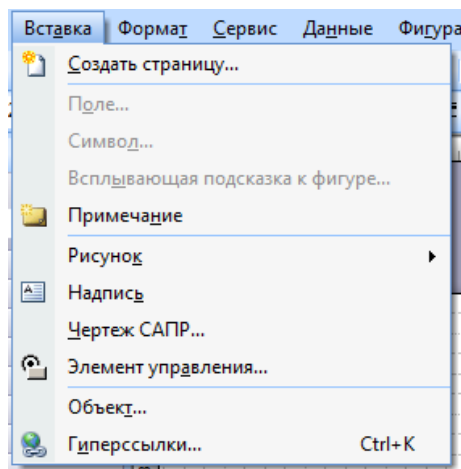 Вставка Формат Сервис Данные Фигура
Создать страницу...
Поле...
Символ...
Всплывающая подсказка к фигуре...
Примечание
Рисунок
Надпись
Чертеж САПР...
Элемент управления...
Объект...
Гиперссылки... Ctrl+K